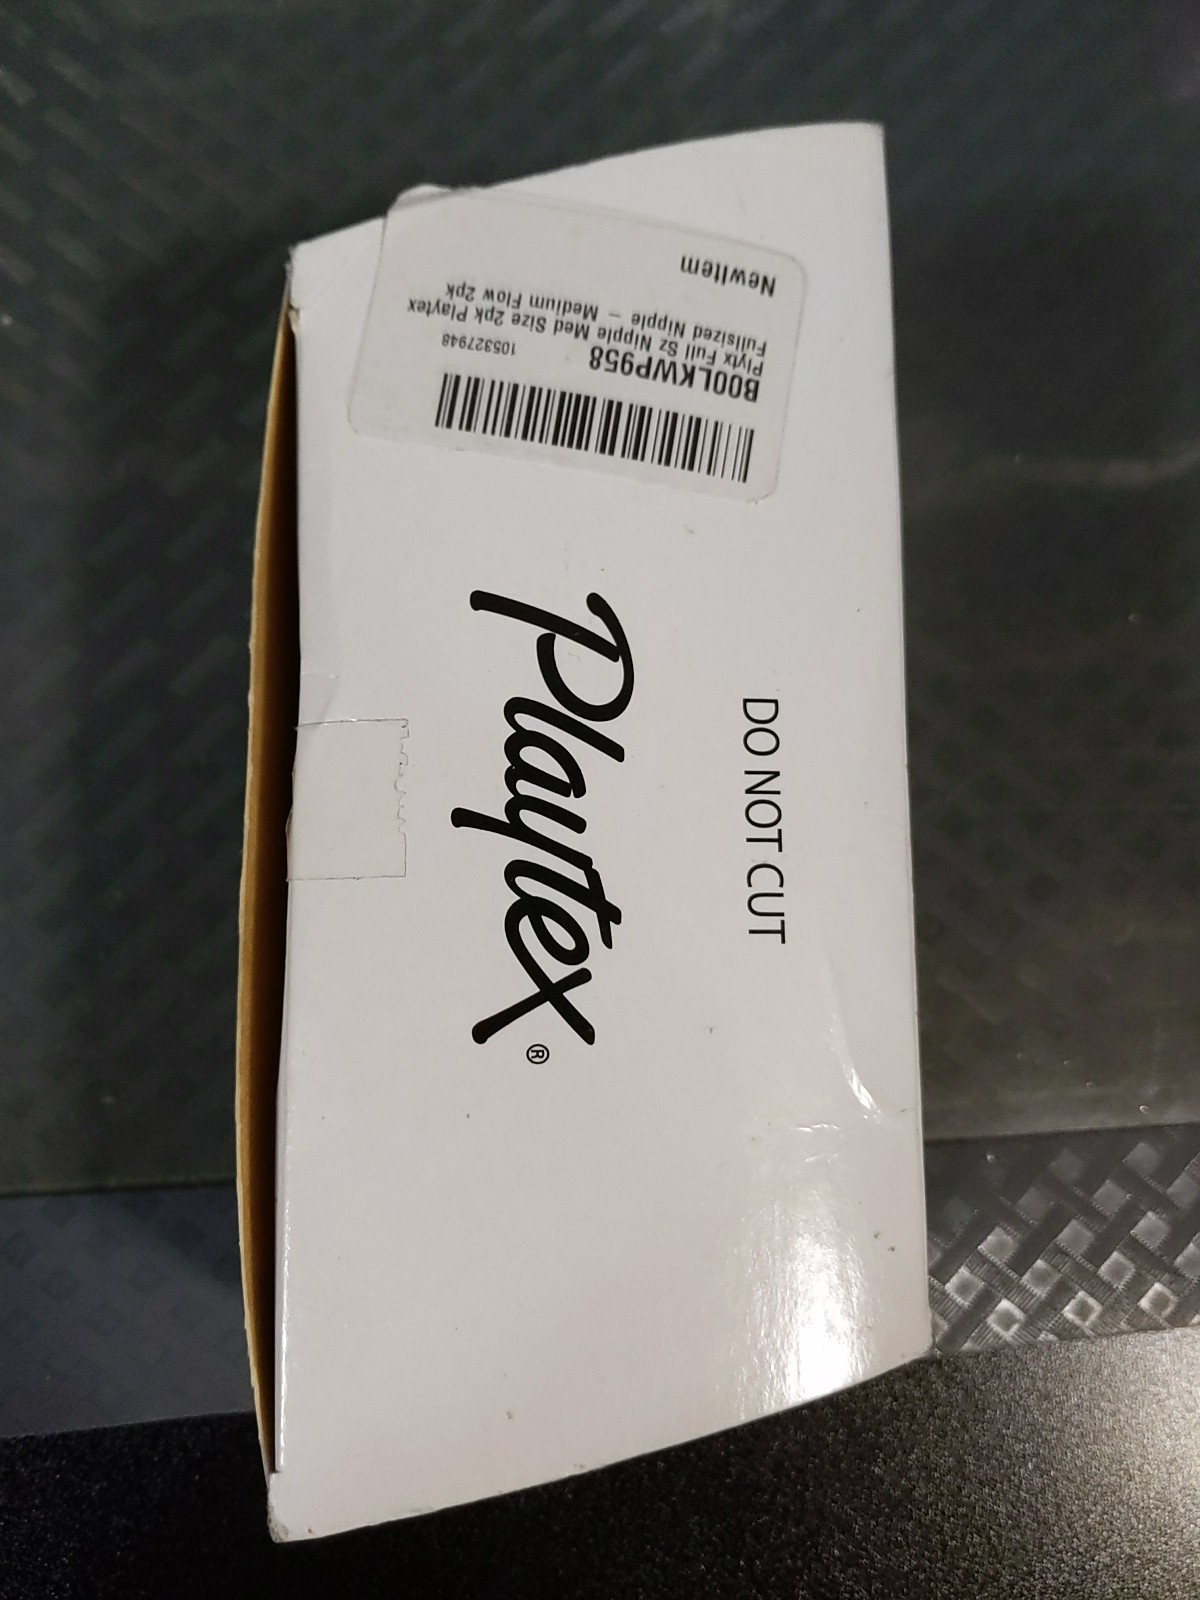 B00LKWP958
105327948
Plytx Full Sz Nipple Med Size 2pk Playtex
Fullsized Nipple – Medium Flow 2pk
NewItem
DO NOT CUT
Playtex®